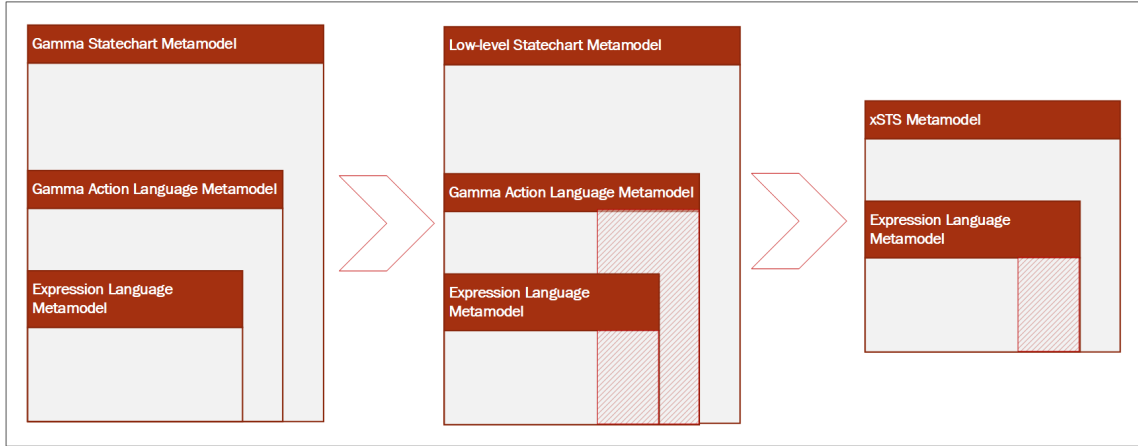 Gamma Statechart Metamodel
Gamma Action Language Metamodel
Expression Language
Metamodel
Low-level Statechart Metamodel
Gamma Action Language Metamodel
Expression Language
Metamodel
xSTS Metamodel
Expression Language
Metamodel